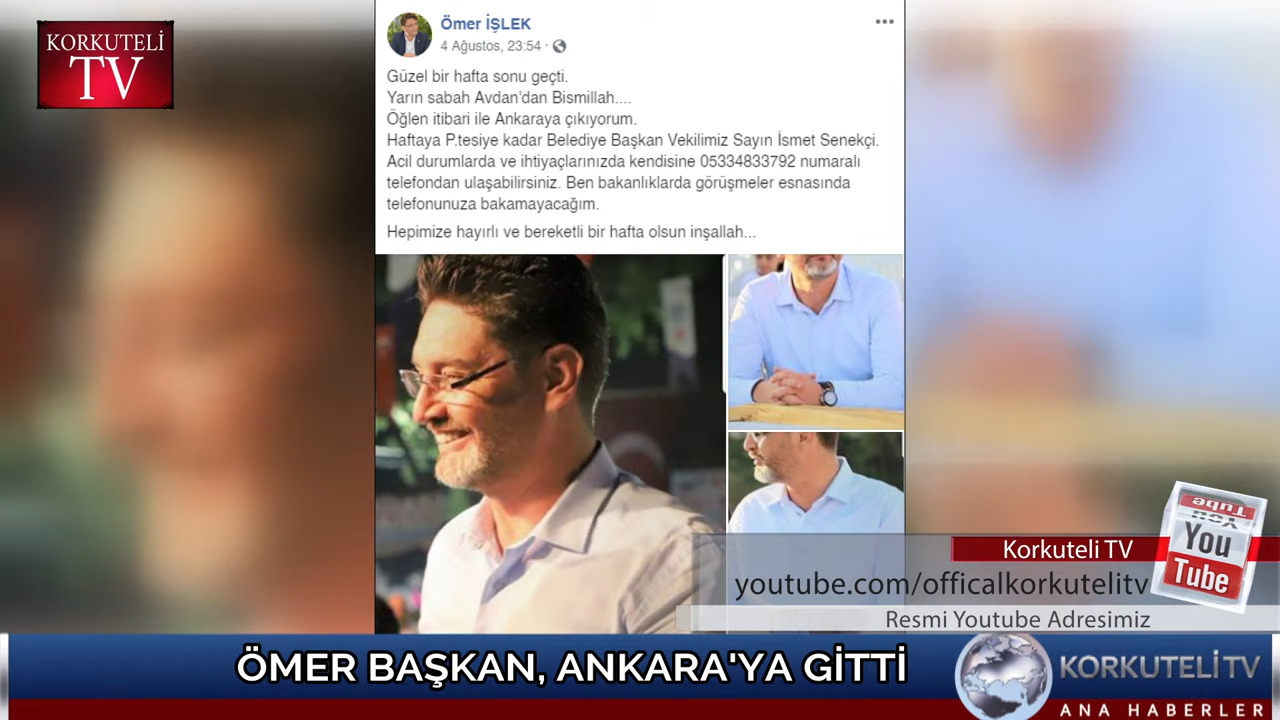 KORKUTELİ
TV
Ömer İŞLEK
4 Ağustos, 23:54 ·
Güzel bir hafta sonu geçti.
Yarın sabah Avdan'dan Bismillah....
Öğlen itibari ile Ankaraya çıkıyorum.
Haftaya P.tesiye kadar Belediye Başkan Vekilimiz Sayın İsmet Senekçi.
Acil durumlarda ve ihtiyaçlarınızda kendisine 05334833792 numaralı
telefondan ulaşabilirsiniz. Ben bakanlıklarda görüşmeler esnasında
telefonunuza bakamayacağım.
Hepimize hayırlı ve bereketli bir hafta olsun inşallah...
Korkuteli TV
youtube.com/officalkorkutelitv
Resmi Youtube Adresimiz
You
Tube
You
Tube
ÖMER BAŞKAN, ANKARA'YA GİTTİ
KORKUTELİ TV
ANA HABERLER